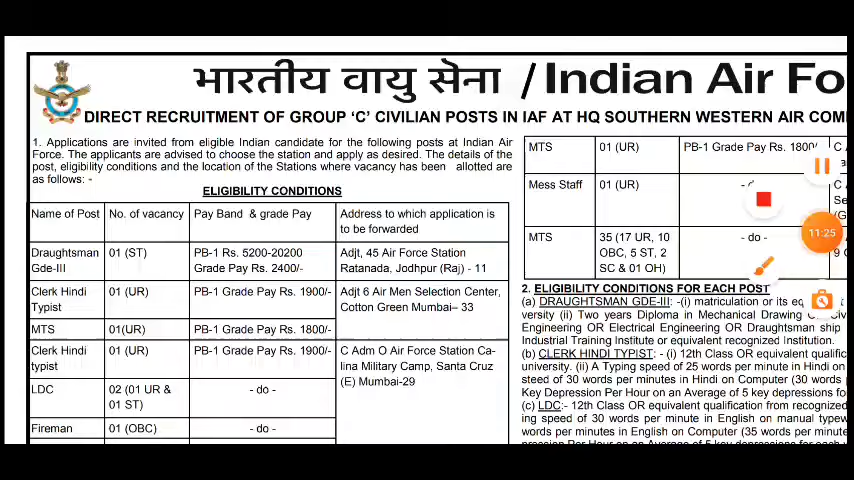 भारतीय वायु सेना / Indian Air Fo
DIRECT RECRUITMENT OF GROUP ‘C’ CIVILIAN POSTS IN IAF AT HQ SOUTHERN WESTERN AIR COM
1. Applications are invited from eligible Indian candidate for the following posts at Indian Air
Force. The applicants are advised to choose the station and apply as desired. The details of the
post, eligibility conditions and the location of the Stations where vacancy has been allotted are
as follows: -
ELIGIBILITY CONDITIONS
Name of Post No. of vacancy Pay Band & grade Pay Address to which application is
to be forwarded
Draughtsman 01 (ST) PB-1 Rs. 5200-20200 Adjt, 45 Air Force Station
Gde-III Grade Pay Rs. 2400/- Ratanada, Jodhpur (Raj) - 11
Clerk Hindi 01 (UR) PB-1 Grade Pay Rs. 1900/- Adjt 6 Air Men Selection Center,
Typist Cotton Green Mumbai– 33
MTS 01(UR) PB-1 Grade Pay Rs. 1800/-
Clerk Hindi 01 (UR) PB-1 Grade Pay Rs. 1900/- C Adm O Air Force Station Ca-
typist lina Military Camp, Santa Cruz
(E) Mumbai-29
LDC 02 (01 UR & - do -
01 ST)
Fireman 01 (OBC) - do -
MTS 01 (UR) PB-1 Grade Pay Rs. 1800/- C A
Mess Staff 01 (UR) C A
Se
(G
MTS 35 (17 UR, 10 - do -
OBC, 5 ST, 2 9 C
SC & 01 OH)
2. ELIGIBILITY CONDITIONS FOR EACH POST
(a) DRAUGHTSMAN GDE-III: -(i) matriculation or its eq
versity (ii) Two years Diploma in Mechanical Drawing
Engineering OR Electrical Engineering OR Draughtsman ship
Industrial Training Institute or equivalent recognized Institution.
(b) CLERK HINDI TYPIST: - (i) 12th Class OR equivalent qualific
university. (ii) A Typing speed of 25 words per minute in Hindi on
steed of 30 words per minutes in Hindi on Computer (30 words
Key Depression Per Hour on an Average of 5 key depressions fo
(c) LDC:- 12th Class OR equivalent qualification from recognized
ing speed of 30 words per minute in English on manual typew
words per minutes in English on Computer (35 words per minut
11:25